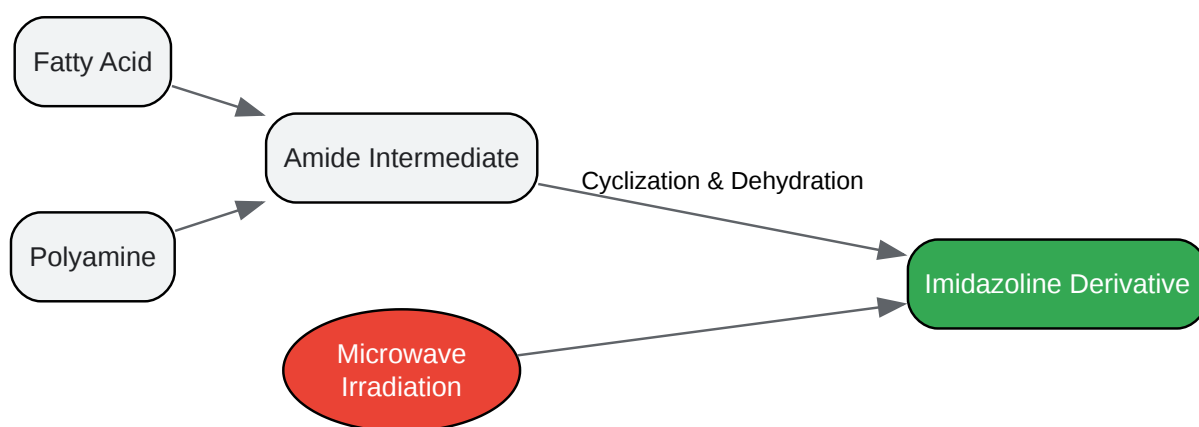 Fatty Acid
Amide Intermediate
Cyclization & Dehydration
Polyamine
Imidazoline Derivative
Microwave
Irradiation